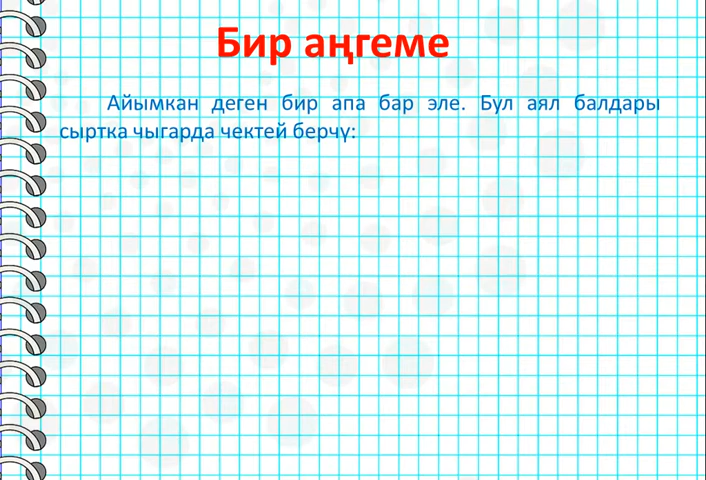 Бир аңгеме
Айымкан деген бир апа бар эле. Бул аял балдары
сыртка чыгарда чектей берчү: